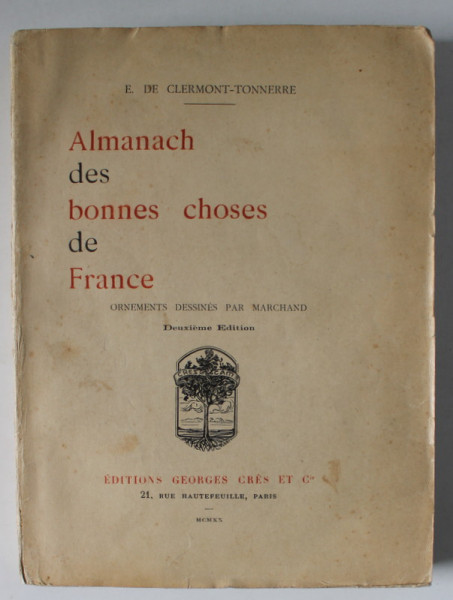 E. DE CLERMONT-TONNERRE
Almanach
des
bonnes choses
de
France
ORNEMENTS DESSINÉS PAR MARCHAND
Deuxième Edition
ÉDITIONS GEORGES CRÈS ET Cie
21, RUE HAUTEFEUILLE, PARIS
MCMXX